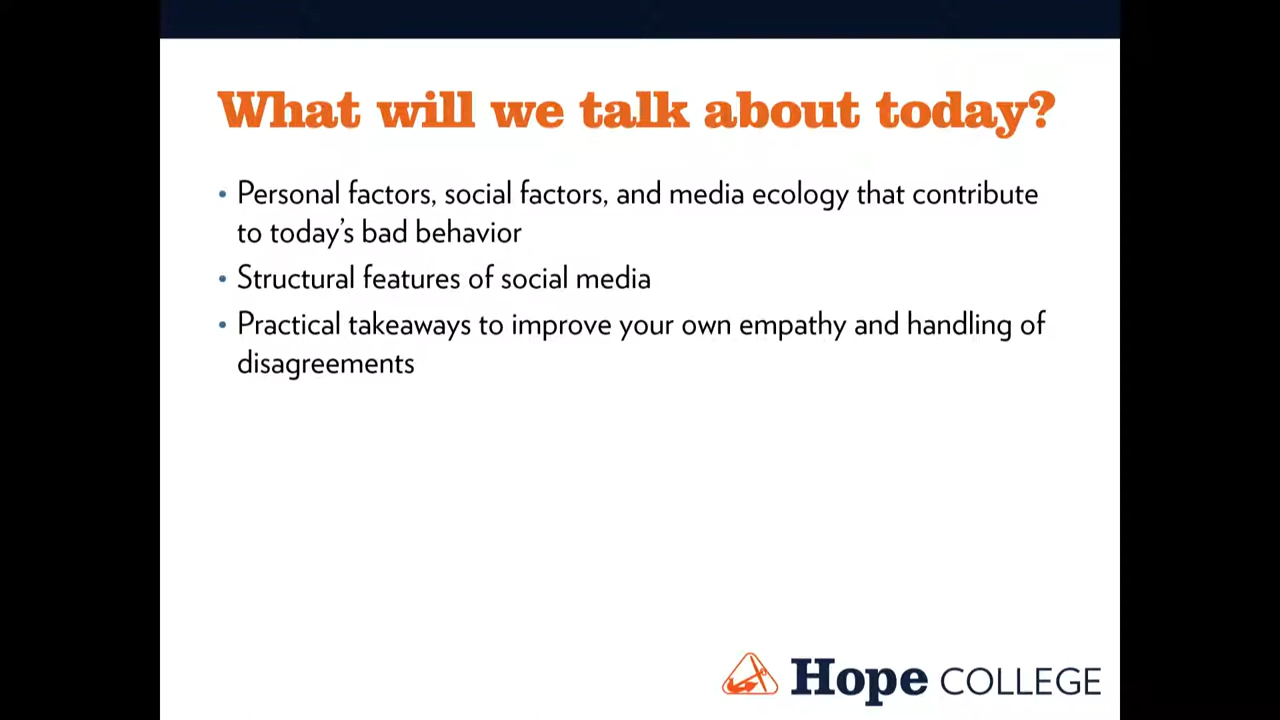 What will we talk about today?
• Personal factors, social factors, and media ecology that contribute
to today's bad behavior
• Structural features of social media
• Practical takeaways to improve your own empathy and handling of
disagreements
Hope COLLEGE